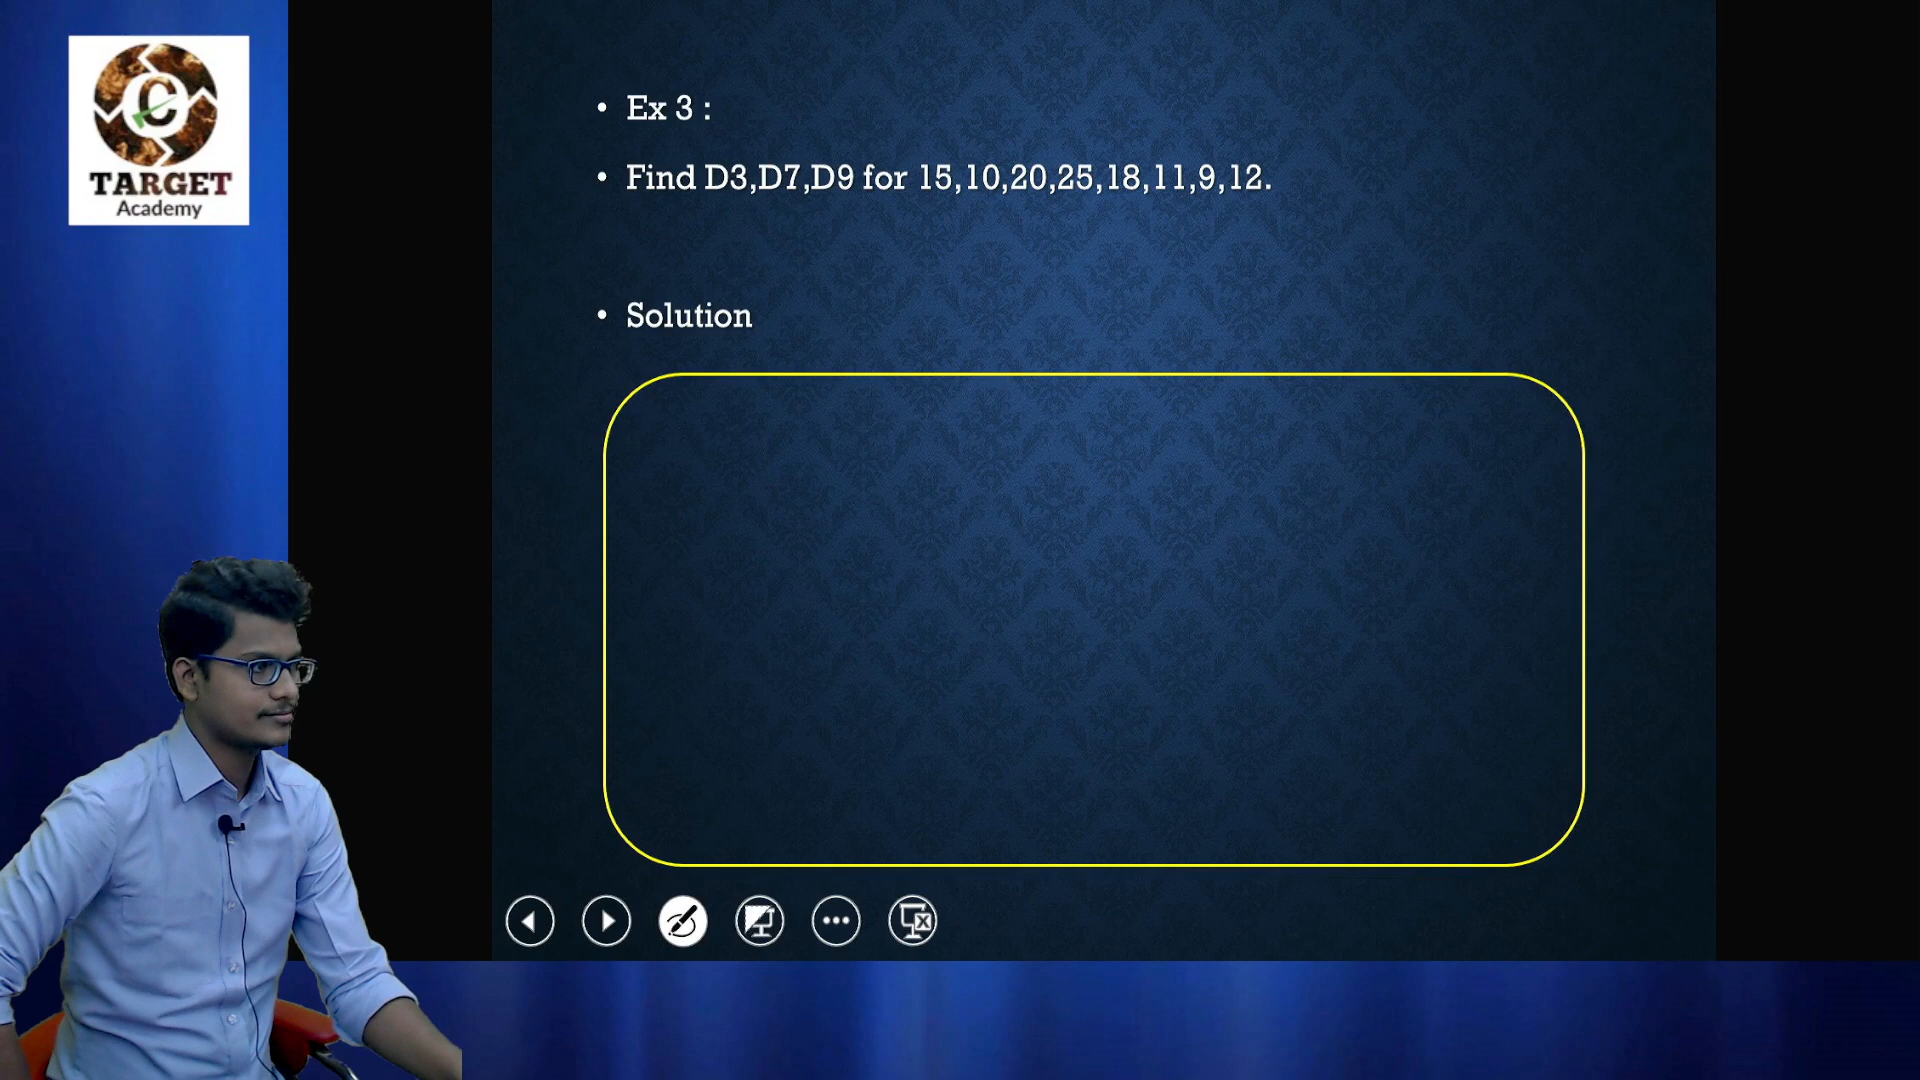 TARGET
Academy
• Ex 3 :
• Find D3,D7,D9 for 15,10,20,25,18,11,9,12.
• Solution